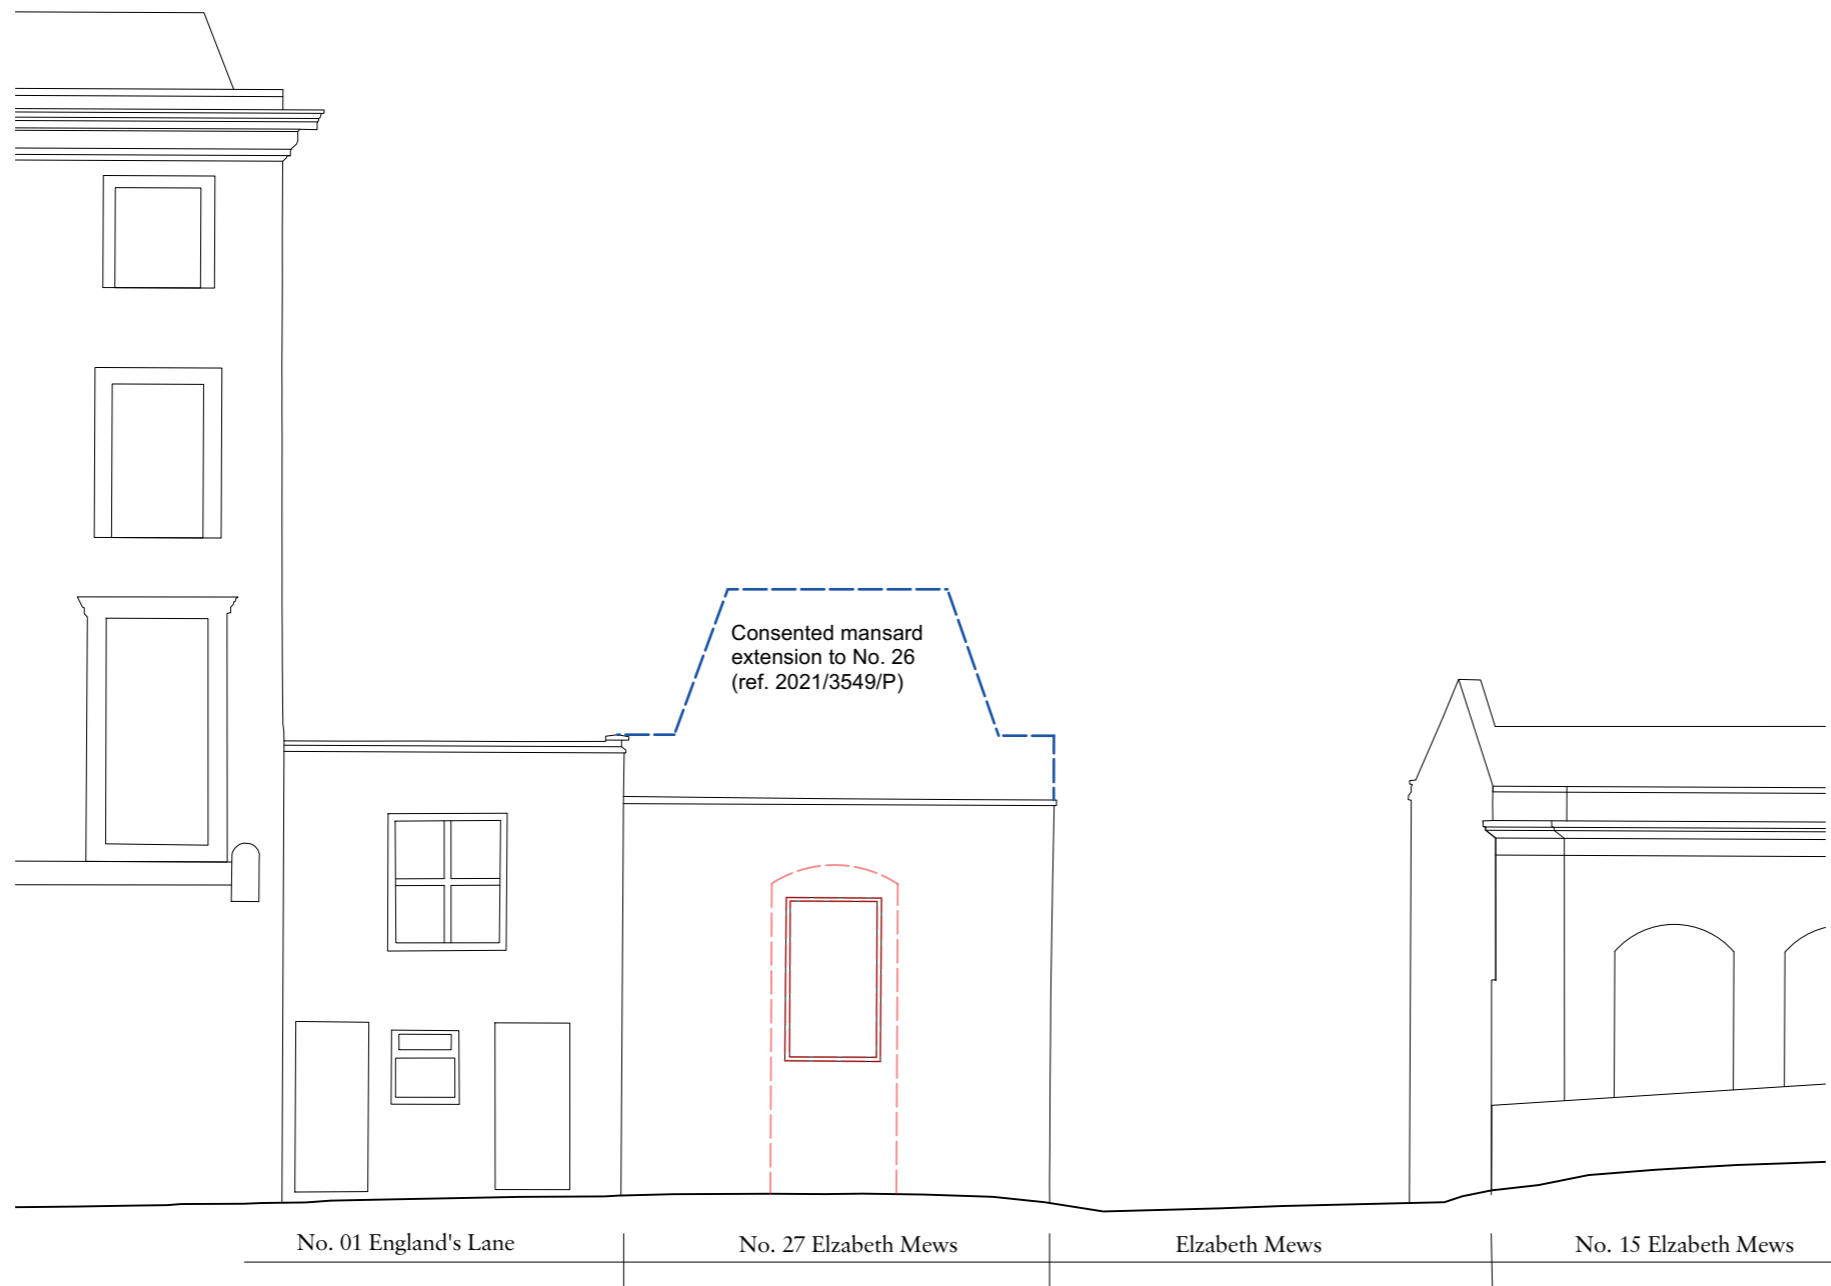 Consented mansard
extension to No. 26
(ref. 2021/3549/P)
No. 01 England's Lane
No. 27 Elzabeth Mews
Elzabeth Mews
No. 15 Elzabeth Mews